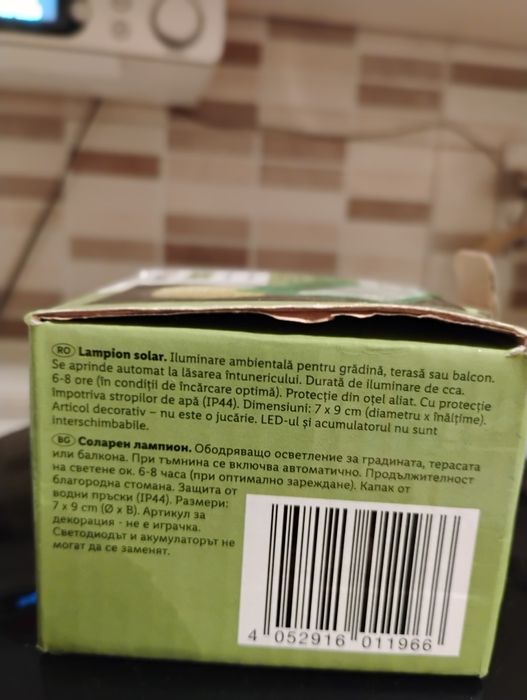 RO Lampion solar. Iluminare ambientală pentru grădină, terasă sau balcon.
Se aprinde automat la lăsarea întunericului. Durată de iluminare de cca.
6-8 ore (în condiții de încărcare optimă). Protecție din oțel aliat. Cu protecție
împotriva stropilor de apă (IP44). Dimensiuni: 7 x 9 cm (diametru x înălțime).
Articol decorativ – nu este o jucărie. LED-ul și acumulatorul nu sunt
interschimbabile.
BG Соларен лампион. Ободряващо осветление за градината, терасата
или балкона. При тъмнина се включва автоматично. Продължителност
на светене ок. 6-8 часа (при оптимално зареждане). Капак от
благородна стомана. Защита от
водни пръски (IP44). Размери:
7 x 9 cm (Ø x В). Артикул за
декорация - не е играчка.
Светодиодът и акумулаторът не
могат да се заменят.
4 052916 011966